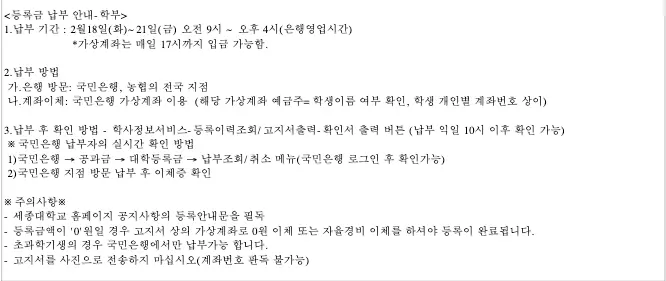 <등록금 납부 안내-학부>
1.납부 기간 : 2월18일(화)~21일(금) 오전 9시 ~ 오후 4시(은행영업시간)
*가상계좌는 매일 17시까지 입금 가능함.
2.납부 방법
가.은행 방문: 국민은행, 농협의 전국 지점
나.계좌이체: 국민은행 가상계좌 이용 (해당 가상계좌 예금주= 학생이름 여부 확인, 학생 개인별 계좌번호 상이)
3.납부 후 확인 방법 - 학사정보서비스-등록이력조회/고지서출력-확인서 출력 버튼 (납부 익일 10시 이후 확인 가능)
※ 국민은행 납부자의 실시간 확인 방법
1)국민은행 → 공과금 → 대학등록금 → 납부조회/취소 메뉴(국민은행 로그인 후 확인가능)
2)국민은행 지점 방문 납부 후 이체증 확인
※ 주의사항※
- 세종대학교 홈페이지 공지사항의 등록안내문을 필독
- 등록금액이 '0'원일 경우 고지서 상의 가상계좌로 0원 이체 또는 자율경비 이체를 하셔야 등록이 완료됩니다.
- 초과학기생의 경우 국민은행에서만 납부가능 합니다.
- 고지서를 사진으로 전송하지 마십시오(계좌번호 판독 불가능)